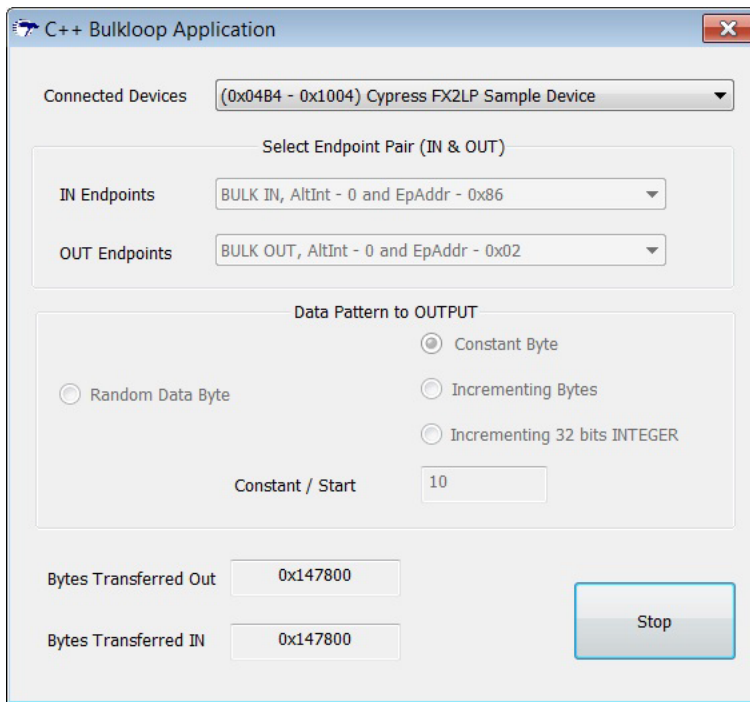 C++ Bulkloop Application
Connected Devices (0x04B4 - 0x1004) Cypress FX2LP Sample Device
Select Endpoint Pair (IN & OUT)
IN Endpoints BULK IN, AltInt - 0 and EpAddr - 0x86
OUT Endpoints BULK OUT, AltInt - 0 and EpAddr - 0x02
Data Pattern to OUTPUT
Constant Byte
Random Data Byte Incrementing Bytes
Incrementing 32 bits INTEGER
Constant / Start 10
Bytes Transferred Out 0x147800
Stop
Bytes Transferred IN 0x147800